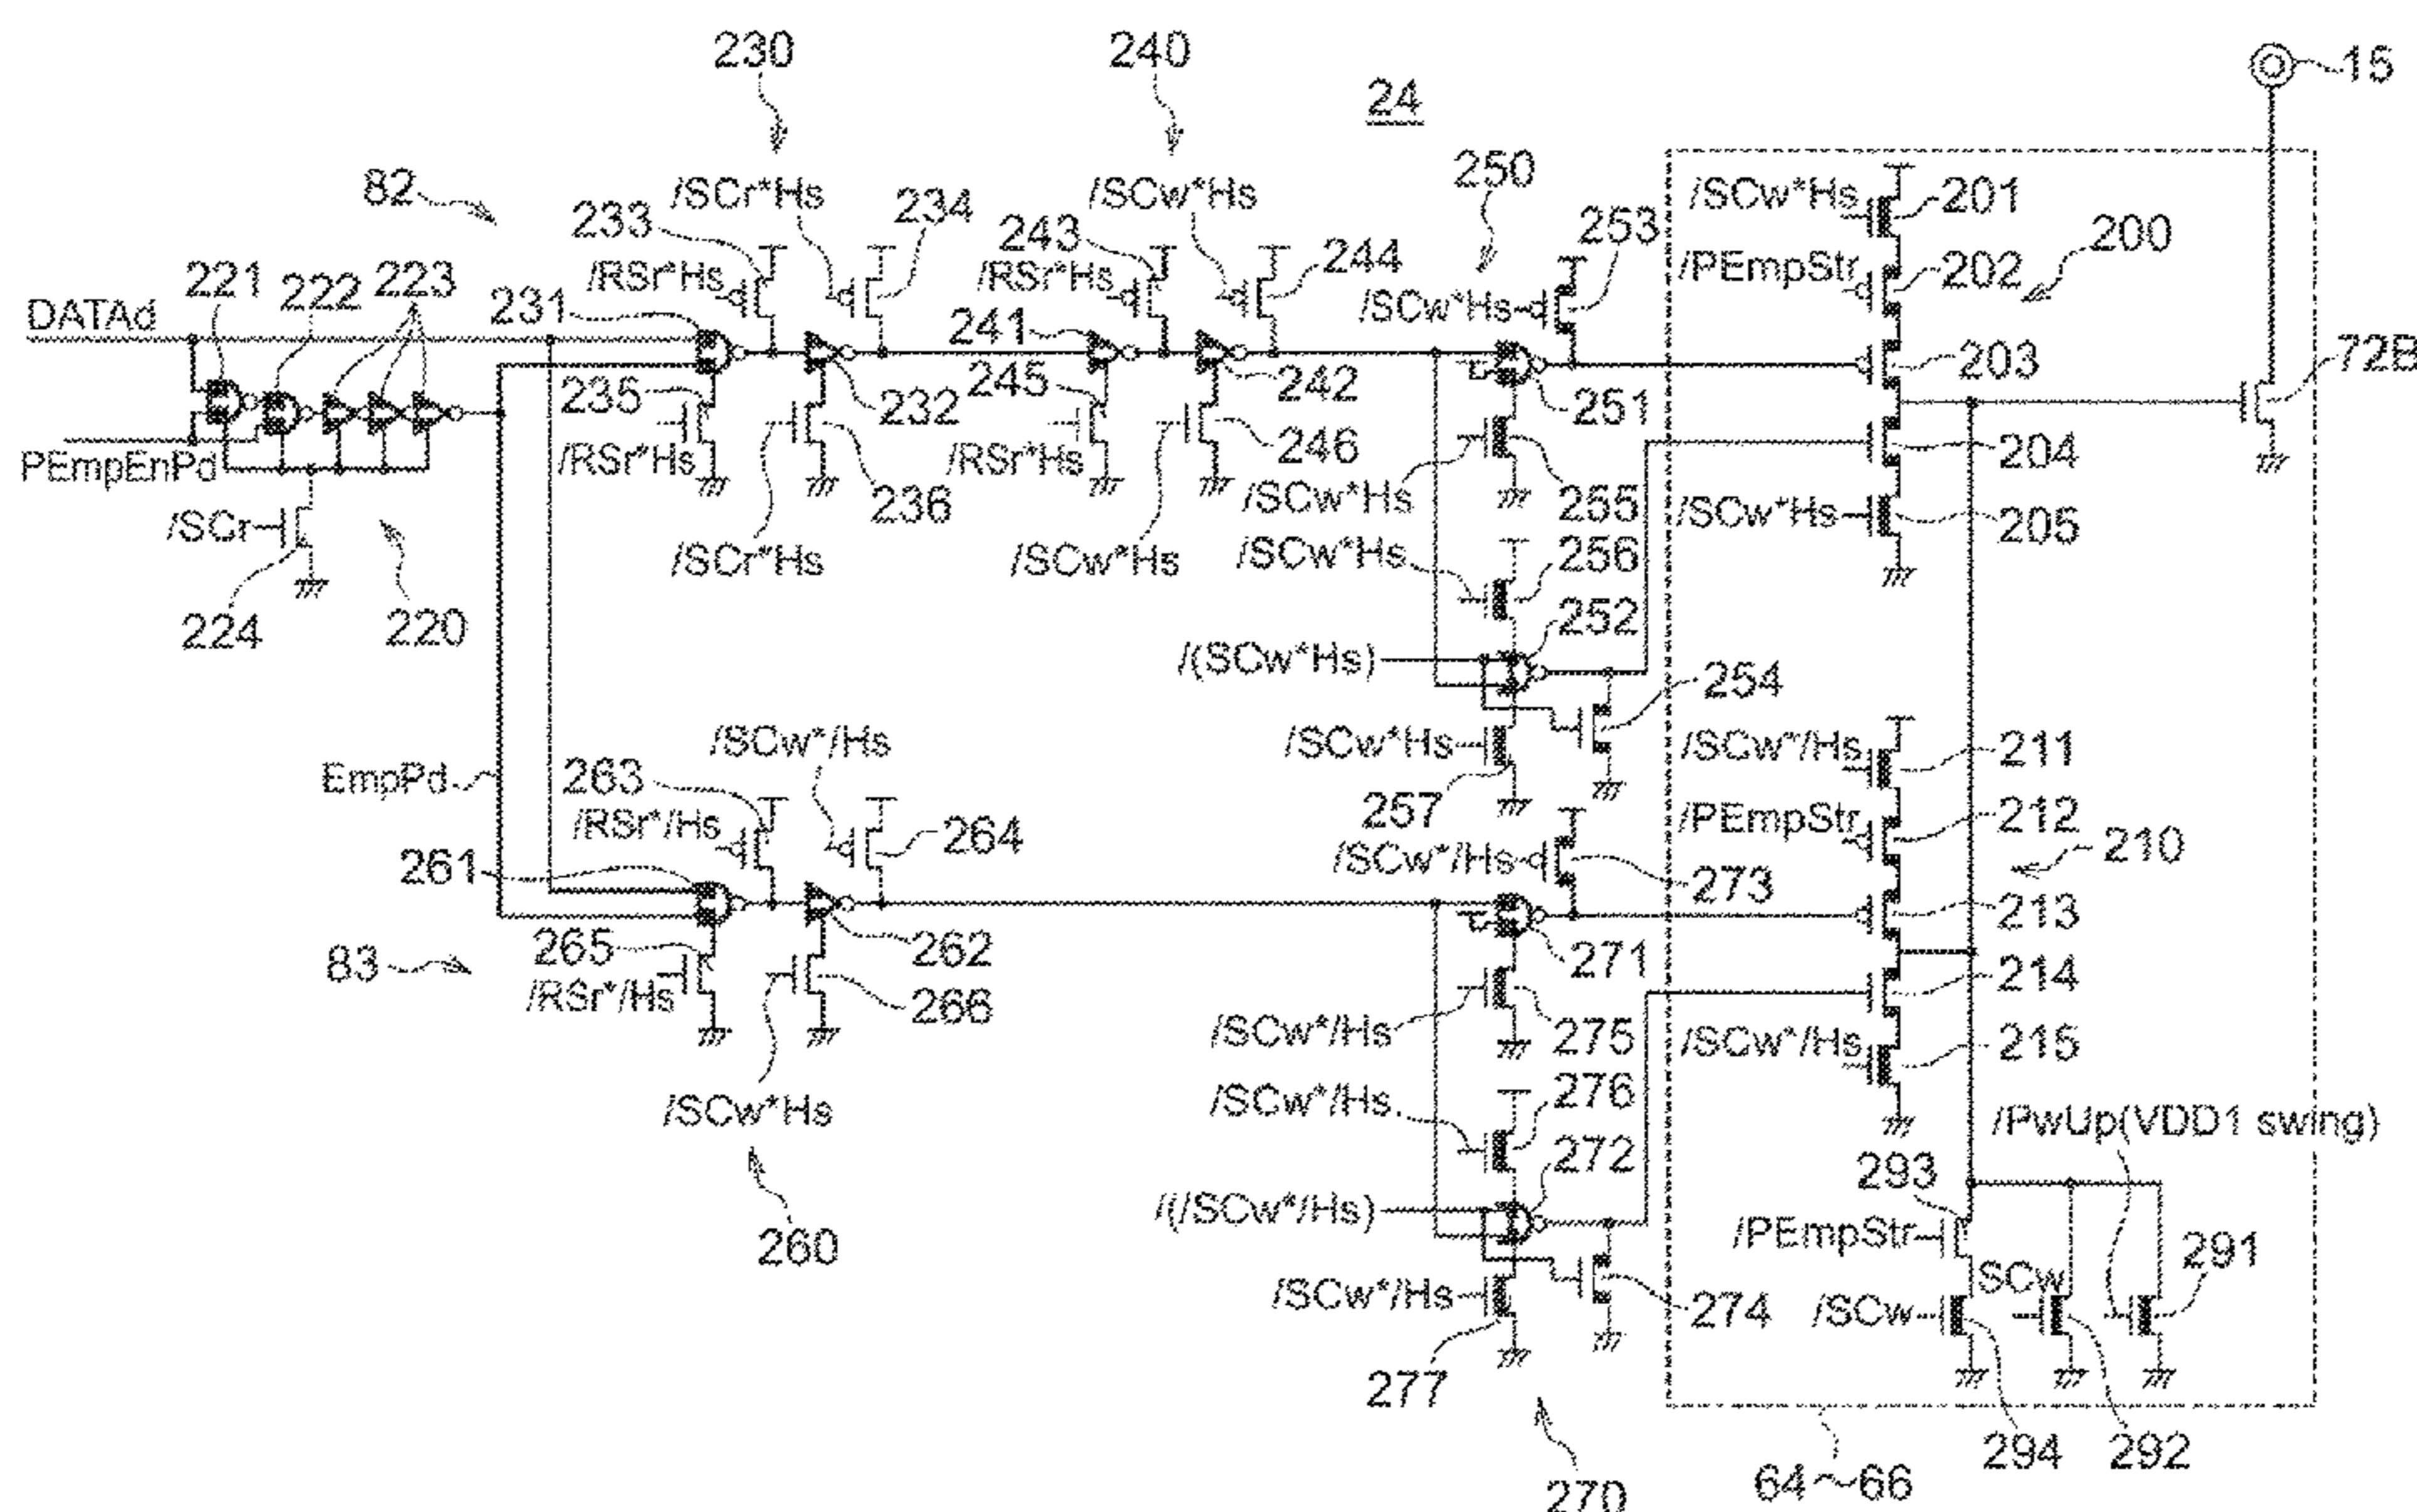 230
240
24
15
82
/SCr*Hs
/SCw*Hs
250
233
234
243
244
253
/SCw*Hs
201
200
221
222
223
/RSr*Hs
/RSr*Hs
/PEmpStr
202
DATAd
231
241
/SCw*Hs
203
72B
235
232
245
242
251
PEmpEnPd
/RSr*Hs
236
/RSr*Hs
246
204
/SCr
/SCw*Hs
255
/SCw*Hs
205
224
220
/SCr*Hs
/SCw*Hs
/SCw*Hs
256
252
/(SCw*Hs)
254
/SCw*/Hs
/SCw*Hs
/SCw*/Hs
211
EmpPd
263
257
/RSr*/Hs
264
/PEmpStr
212
210
261
/SCw*/Hs
273
213
83
265
262
271
/RSr*/Hs
266
214
/SCw*/Hs
275
/SCw*/Hs
215
/SCw*Hs
/SCw*/Hs
276
/PwUp(VDD1 swing)
272
293
/(/SCw*/Hs)
260
/PEmpStr
291
/SCw*/Hs
274
SCw
/SCw
277
294
292
270
64~66